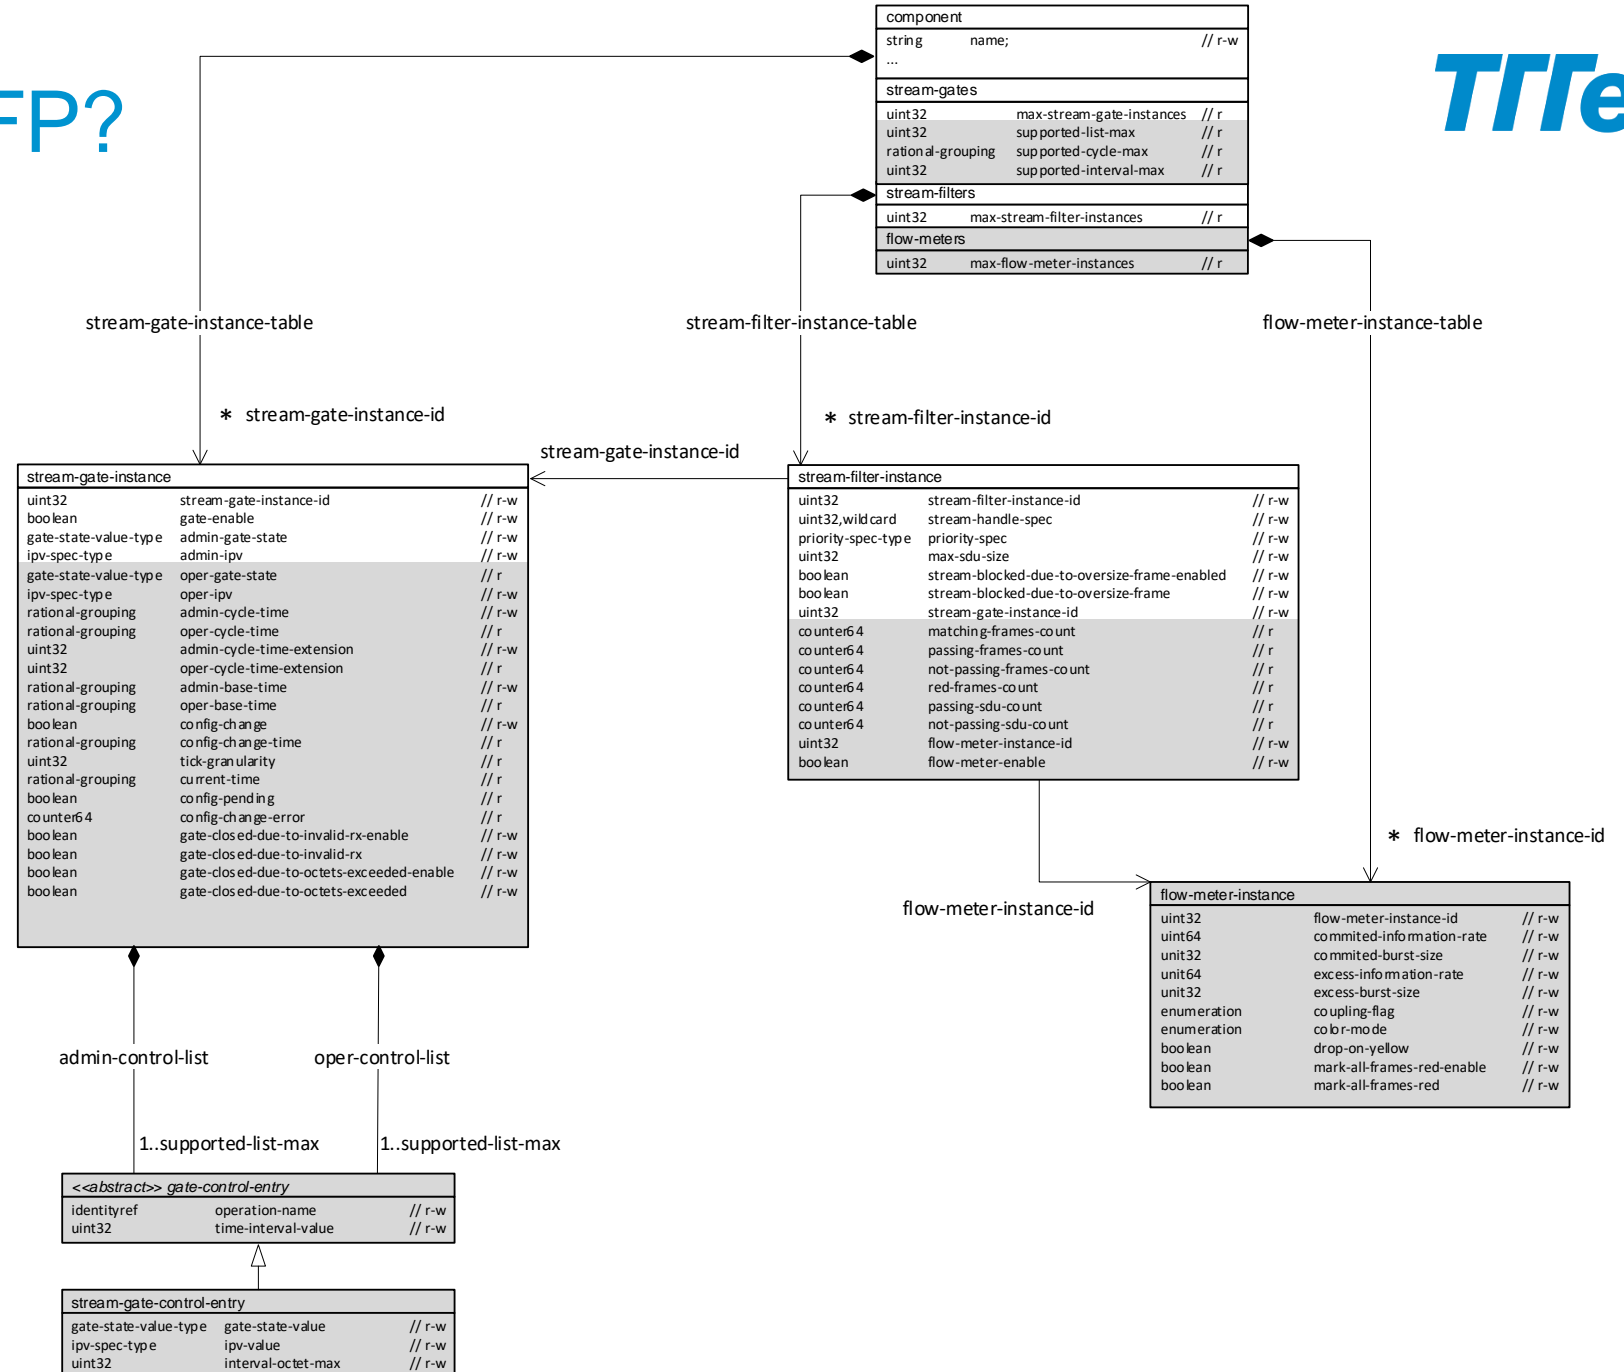 FP?
TTTe
component
string name; // r-w
...
stream-gates
uint32 max-stream-gate-instances // r
uint32 supported-list-max // r
rational-grouping supported-cycle-max // r
uint32 supported-interval-max // r
stream-filters
uint32 max-stream-filter-instances // r
flow-meters
uint32 max-flow-meter-instances // r
stream-gate-instance-table
stream-filter-instance-table
flow-meter-instance-table
* stream-gate-instance-id
* stream-filter-instance-id
stream-gate-instance-id
stream-gate-instance
uint32 stream-gate-instance-id // r-w
boolean gate-enable // r-w
gate-state-value-type admin-gate-state // r-w
ipv-spec-type admin-ipv // r-w
gate-state-value-type oper-gate-state // r
ipv-spec-type oper-ipv // r-w
rational-grouping admin-cycle-time // r-w
rational-grouping oper-cycle-time // r
uint32 admin-cycle-time-extension // r-w
uint32 oper-cycle-time-extension // r
rational-grouping admin-base-time // r-w
rational-grouping oper-base-time // r
boolean config-change // r-w
rational-grouping config-change-time // r
uint32 tick-granularity // r
rational-grouping current-time // r
boolean config-pending // r
counter64 config-change-error // r
boolean gate-closed-due-to-invalid-rx-enable // r-w
boolean gate-closed-due-to-invalid-rx // r-w
boolean gate-closed-due-to-octets-exceeded-enable // r-w
boolean gate-closed-due-to-octets-exceeded // r-w
stream-filter-instance
uint32 stream-filter-instance-id // r-w
uint32,wildcard stream-handle-spec // r-w
priority-spec-type priority-spec // r-w
uint32 max-sdu-size // r-w
boolean stream-blocked-due-to-oversize-frame-enabled // r-w
boolean stream-blocked-due-to-oversize-frame // r-w
uint32 stream-gate-instance-id // r-w
counter64 matching-frames-count // r
counter64 passing-frames-count // r
counter64 not-passing-frames-count // r
counter64 red-frames-count // r
counter64 passing-sdu-count // r
counter64 not-passing-sdu-count // r
uint32 flow-meter-instance-id // r-w
boolean flow-meter-enable // r-w
* flow-meter-instance-id
flow-meter-instance-id
flow-meter-instance
uint32 flow-meter-instance-id // r-w
uint64 commited-information-rate // r-w
unit32 commited-burst-size // r-w
unit64 excess-information-rate // r-w
unit32 excess-burst-size // r-w
enumeration coupling-flag // r-w
enumeration color-mode // r-w
boolean drop-on-yellow // r-w
boolean mark-all-frames-red-enable // r-w
boolean mark-all-frames-red // r-w
admin-control-list
oper-control-list
1..supported-list-max
1..supported-list-max
<<abstract>> gate-control-entry
identityref operation-name // r-w
uint32 time-interval-value // r-w
stream-gate-control-entry
gate-state-value-type gate-state-value // r-w
ipv-spec-type ipv-value // r-w
uint32 interval-octet-max // r-w